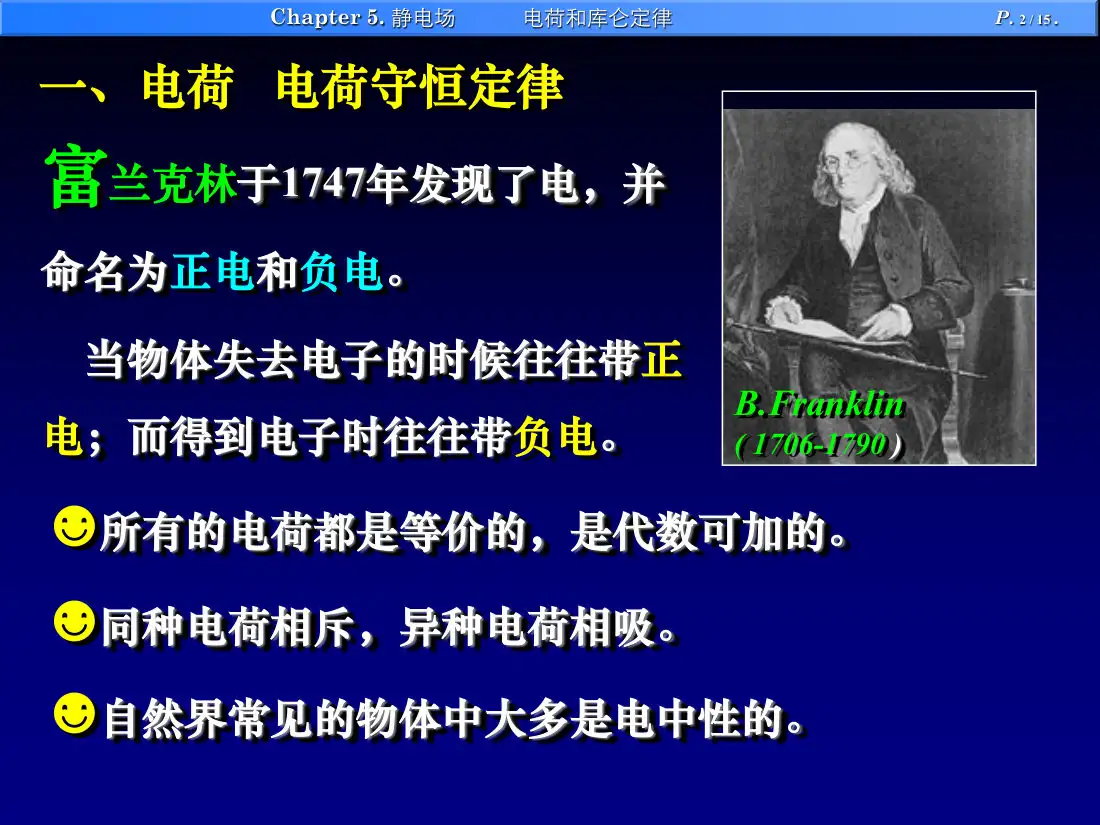 Chapter 5. 静电场 电荷和库仑定律 P. 2 / 15 .
一、电荷 电荷守恒定律
富兰克林于1747年发现了电，并
命名为正电和负电。
当物体失去电子的时候往往带正
电；而得到电子时往往带负电。
B.Franklin
( 1706-1790 )
所有的电荷都是等价的，是代数可加的。
同种电荷相斥，异种电荷相吸。
自然界常见的物体中大多是电中性的。